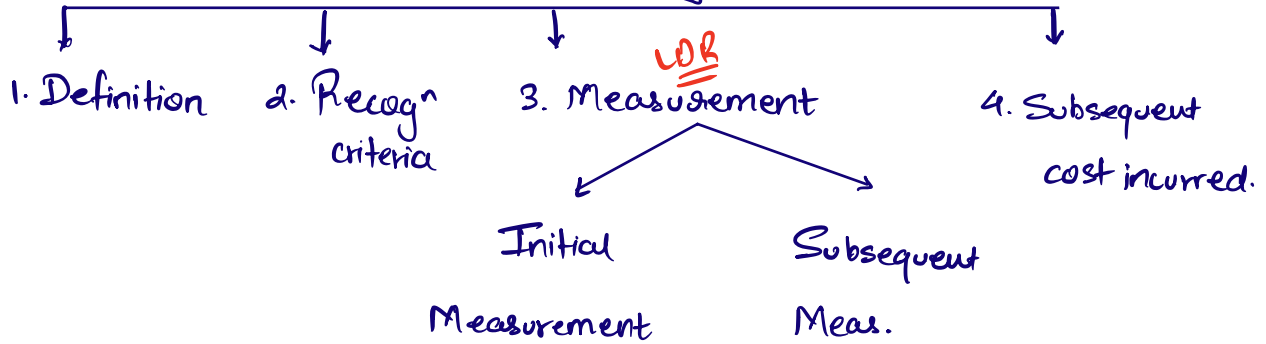 LDR
1. Definition 2. Recogⁿ criteria 3. Measurement 4. Subsequent cost incurred.
Initial Measurement Subsequent Meas.